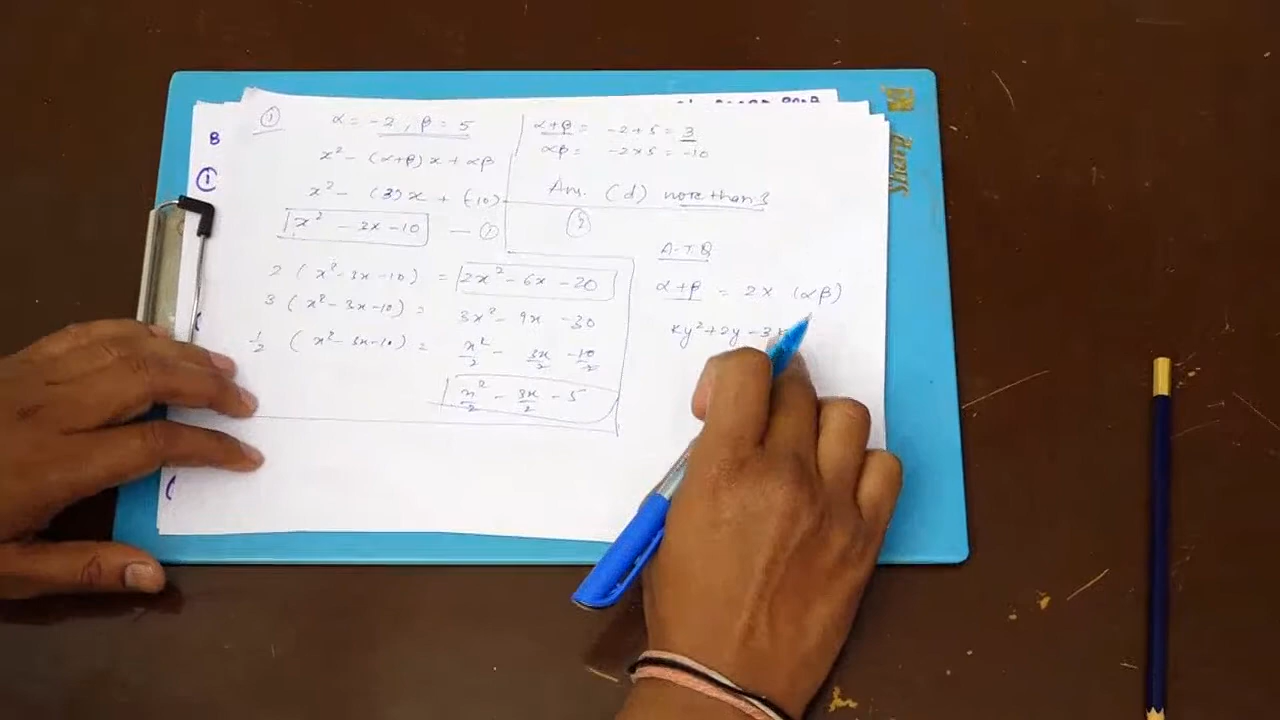 B
①
①
α = -2, β = 5
x² - (α+β)x + αβ
x² - (3)x + (-10)
x² - 3x - 10 — ①
2 (x² - 3x - 10) = 2x² - 6x - 20
3 (x² - 3x - 10) = 3x² - 9x - 30
1/2 (x² - 3x - 10) = x²/2 - 3x/2 - 10/2
x²/2 - 3x/2 - 5
α+β = -2+5 = 3
αβ = -2×5 = -10
Ans. (d) more than 3
②
A.T.Q
α+β = 2× (αβ)
ky² + 2y - 3k